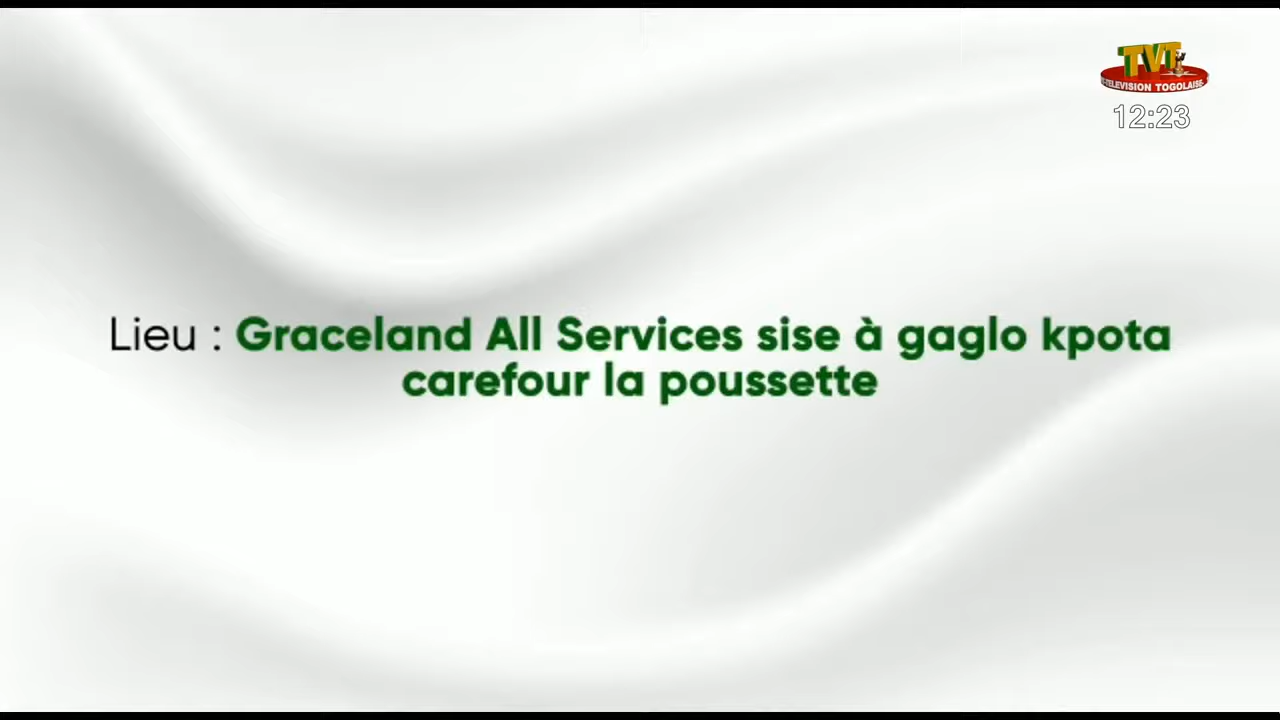 TVT
TELEVISION TOGOLAISE
12:23
Lieu : Graceland All Services sise à gaglo kpota
carefour la poussette